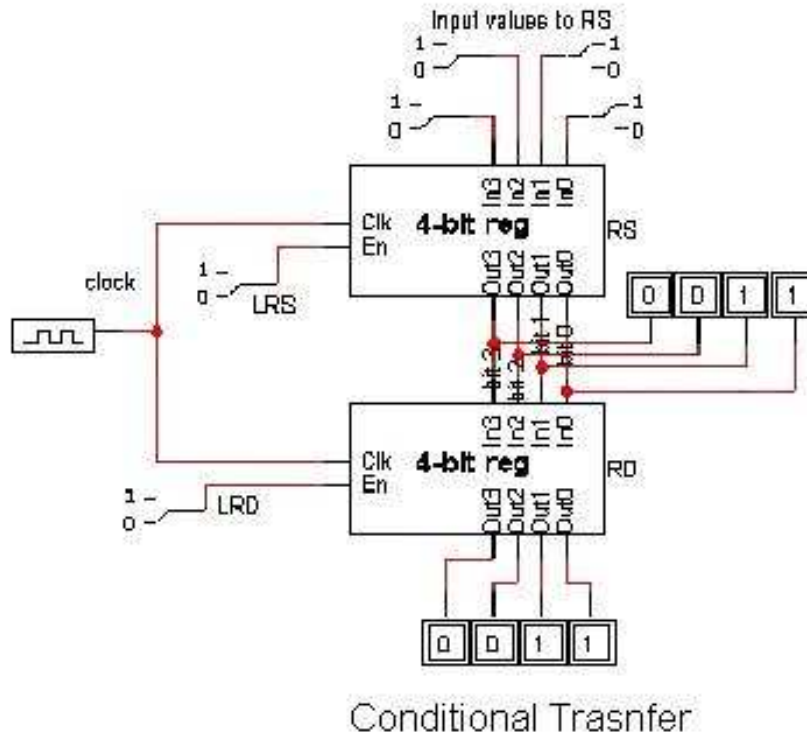 Input values to RS
1
0
1
0
1
0
1
0
In3 In2 In1 In0
Clk 4-bit reg RS
En
Out3 Out2 Out1 Out0
clock
1
0
LRS
0 0 1 1
bit 3 bit 2 bit 1 bit 0
In3 In2 In1 In0
Clk 4-bit reg RD
En
Out3 Out2 Out1 Out0
1
0
LRD
0 0 1 1
Conditional Trasnfer